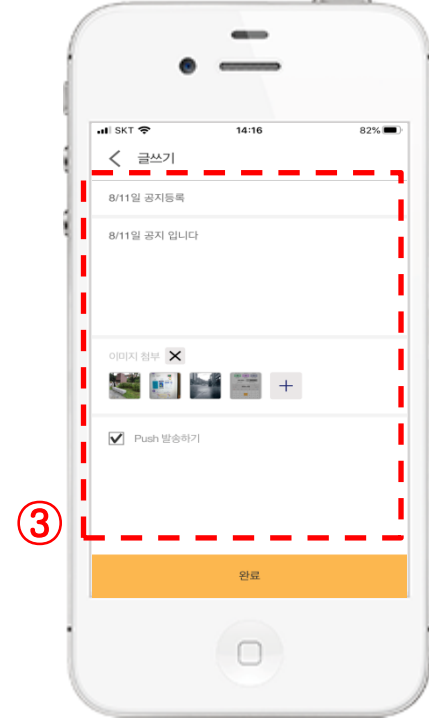 SKT 14:16 82%
글쓰기
8/11일 공지등록
8/11일 공지 입니다
이미지 첨부
Push 발송하기
③
완료